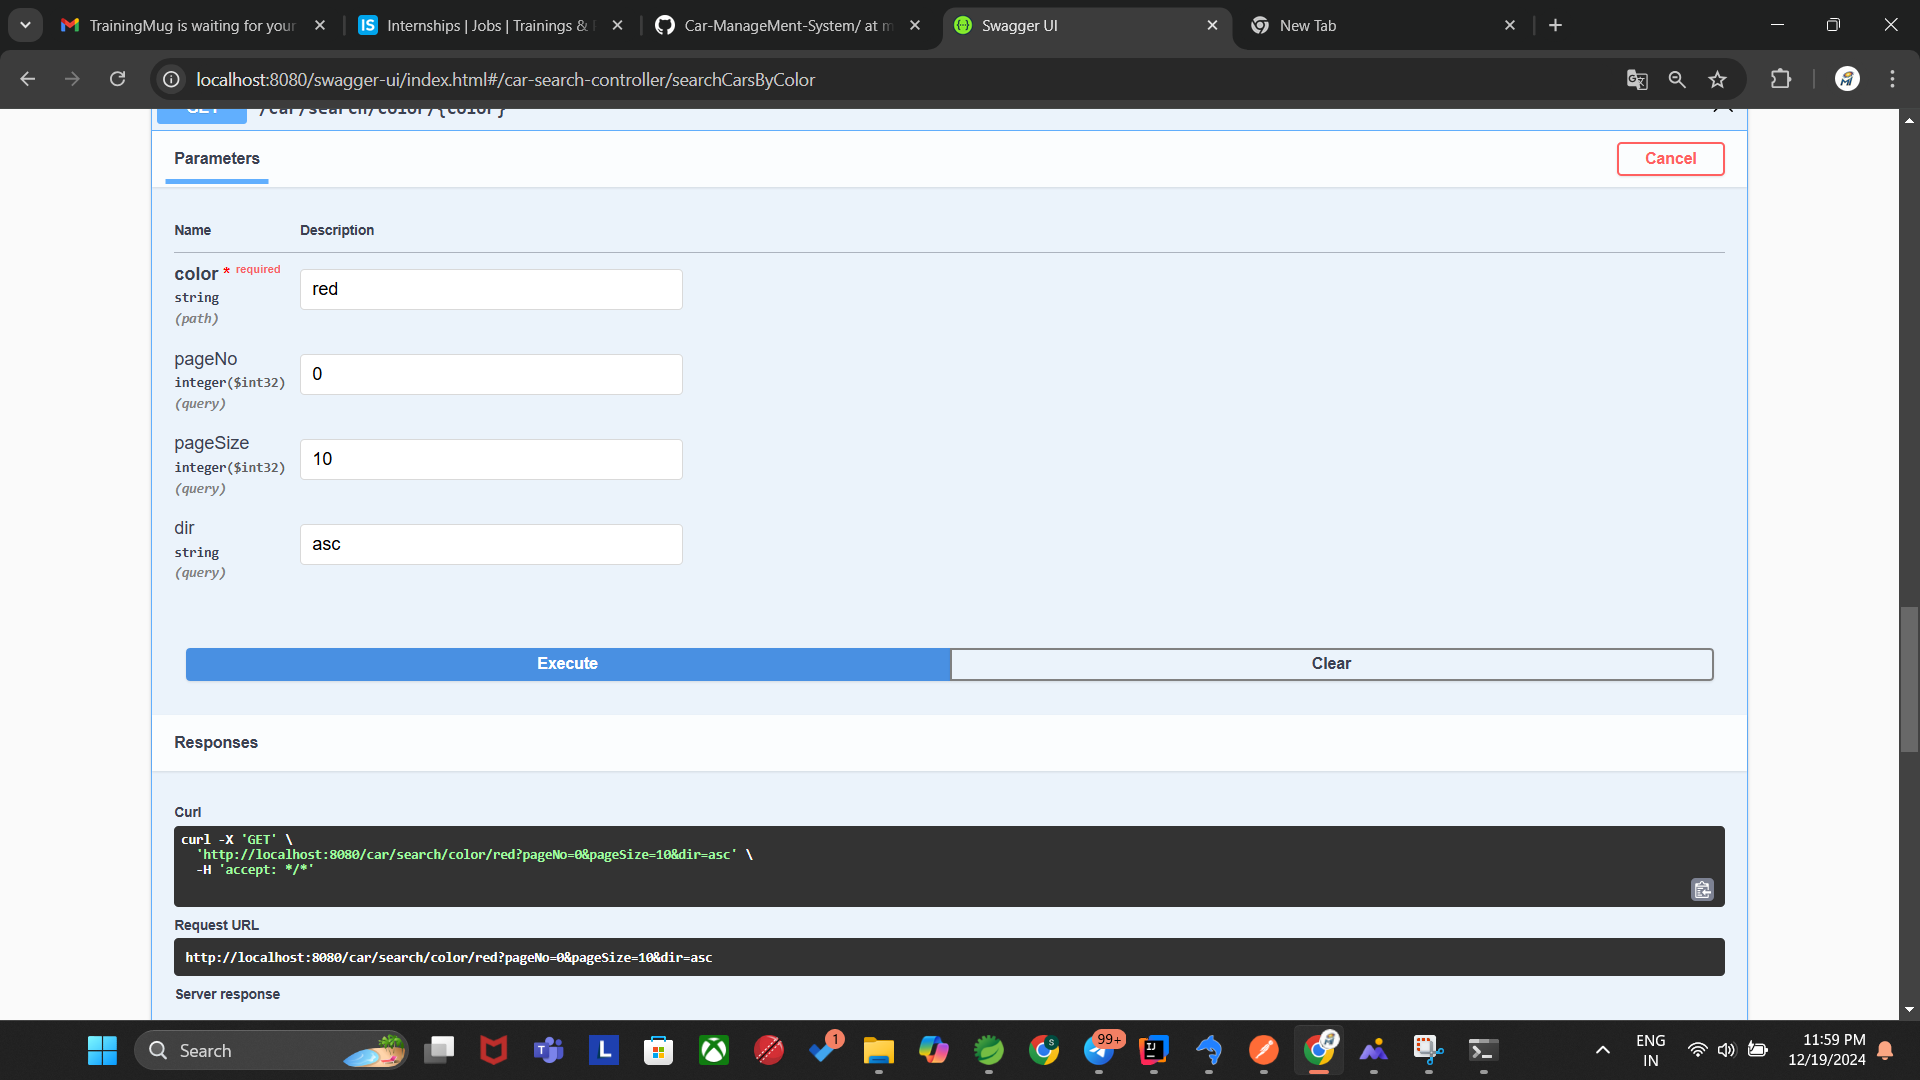 TrainingMug is waiting for your
Internships | Jobs | Trainings &
Car-ManageMent-System/ at m
Swagger UI
New Tab
localhost:8080/swagger-ui/index.html#/car-search-controller/searchCarsByColor
GET /car/search/color/{color}
Parameters
Cancel
Name Description
color * required
string
(path)
red
pageNo
integer($int32)
(query)
0
pageSize
integer($int32)
(query)
10
dir
string
(query)
asc
Execute
Clear
Responses
Curl
curl -X 'GET' \
'http://localhost:8080/car/search/color/red?pageNo=0&pageSize=10&dir=asc' \
-H 'accept: */*'
Request URL
http://localhost:8080/car/search/color/red?pageNo=0&pageSize=10&dir=asc
Server response
Search
1
99+
ENG
IN
11:59 PM
12/19/2024